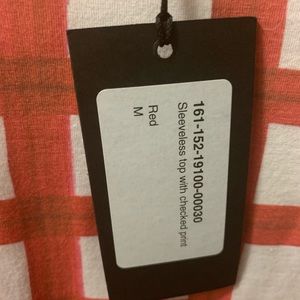 161-152-19100-00030
Sleeveless top with checked print
Red
M